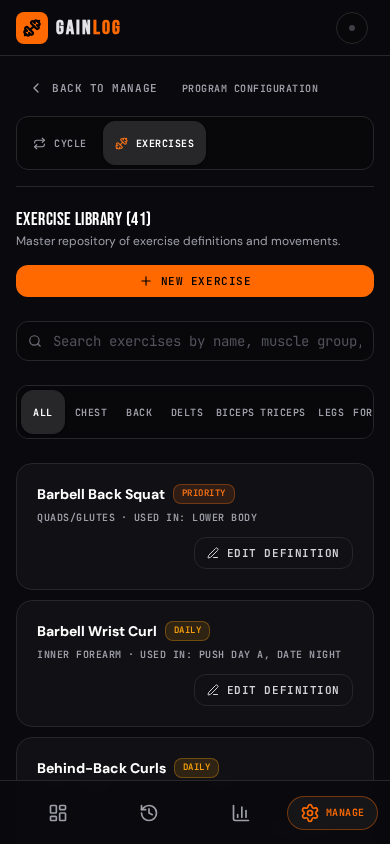 GAINLOG
BACK TO MANAGE PROGRAM CONFIGURATION
CYCLE EXERCISES
EXERCISE LIBRARY (41)
Master repository of exercise definitions and movements.
+ NEW EXERCISE
Search exercises by name, muscle group,
ALL CHEST BACK DELTS BICEPS TRICEPS LEGS FOR
Barbell Back Squat PRIORITY
QUADS/GLUTES · USED IN: LOWER BODY
EDIT DEFINITION
Barbell Wrist Curl DAILY
INNER FOREARM · USED IN: PUSH DAY A, DATE NIGHT
EDIT DEFINITION
Behind-Back Curls DAILY
MANAGE